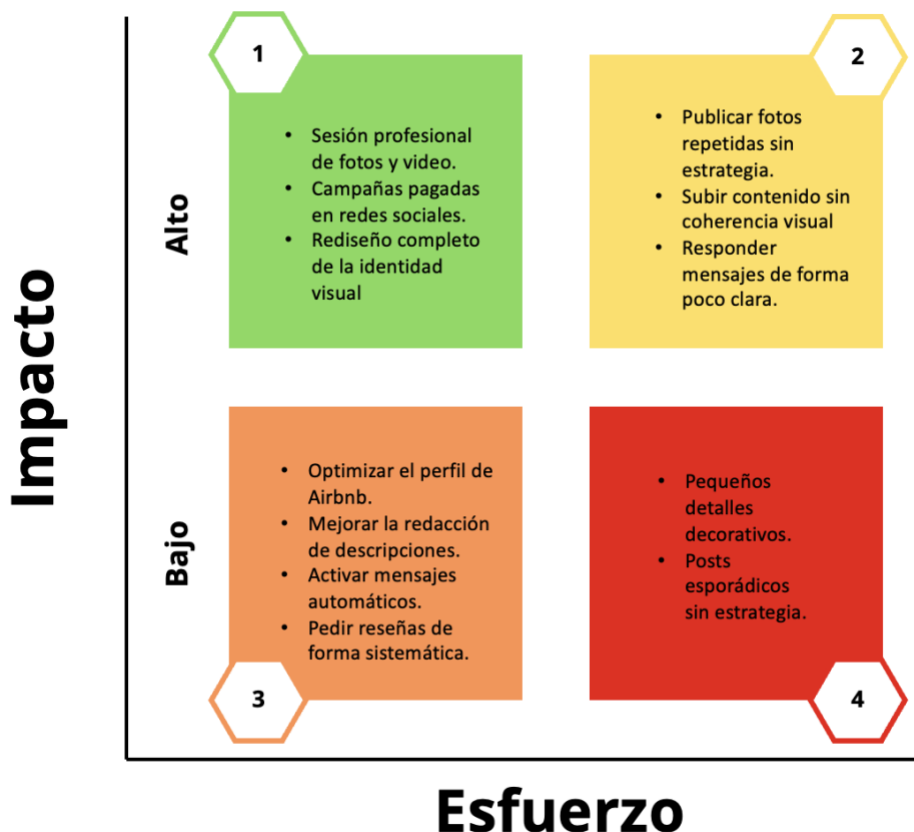 1
• Sesión profesional
de fotos y video.
• Campañas pagadas
en redes sociales.
• Rediseño completo
de la identidad
visual
2
• Publicar fotos
repetidas sin
estrategia.
• Subir contenido sin
coherencia visual
• Responder
mensajes de forma
poco clara.
Alto
Impacto
Bajo
• Optimizar el perfil de
Airbnb.
• Mejorar la redacción
de descripciones.
• Activar mensajes
automáticos.
• Pedir reseñas de
forma sistemática.
3
• Pequeños
detalles
decorativos.
• Posts
esporádicos
sin estrategia.
4
Esfuerzo